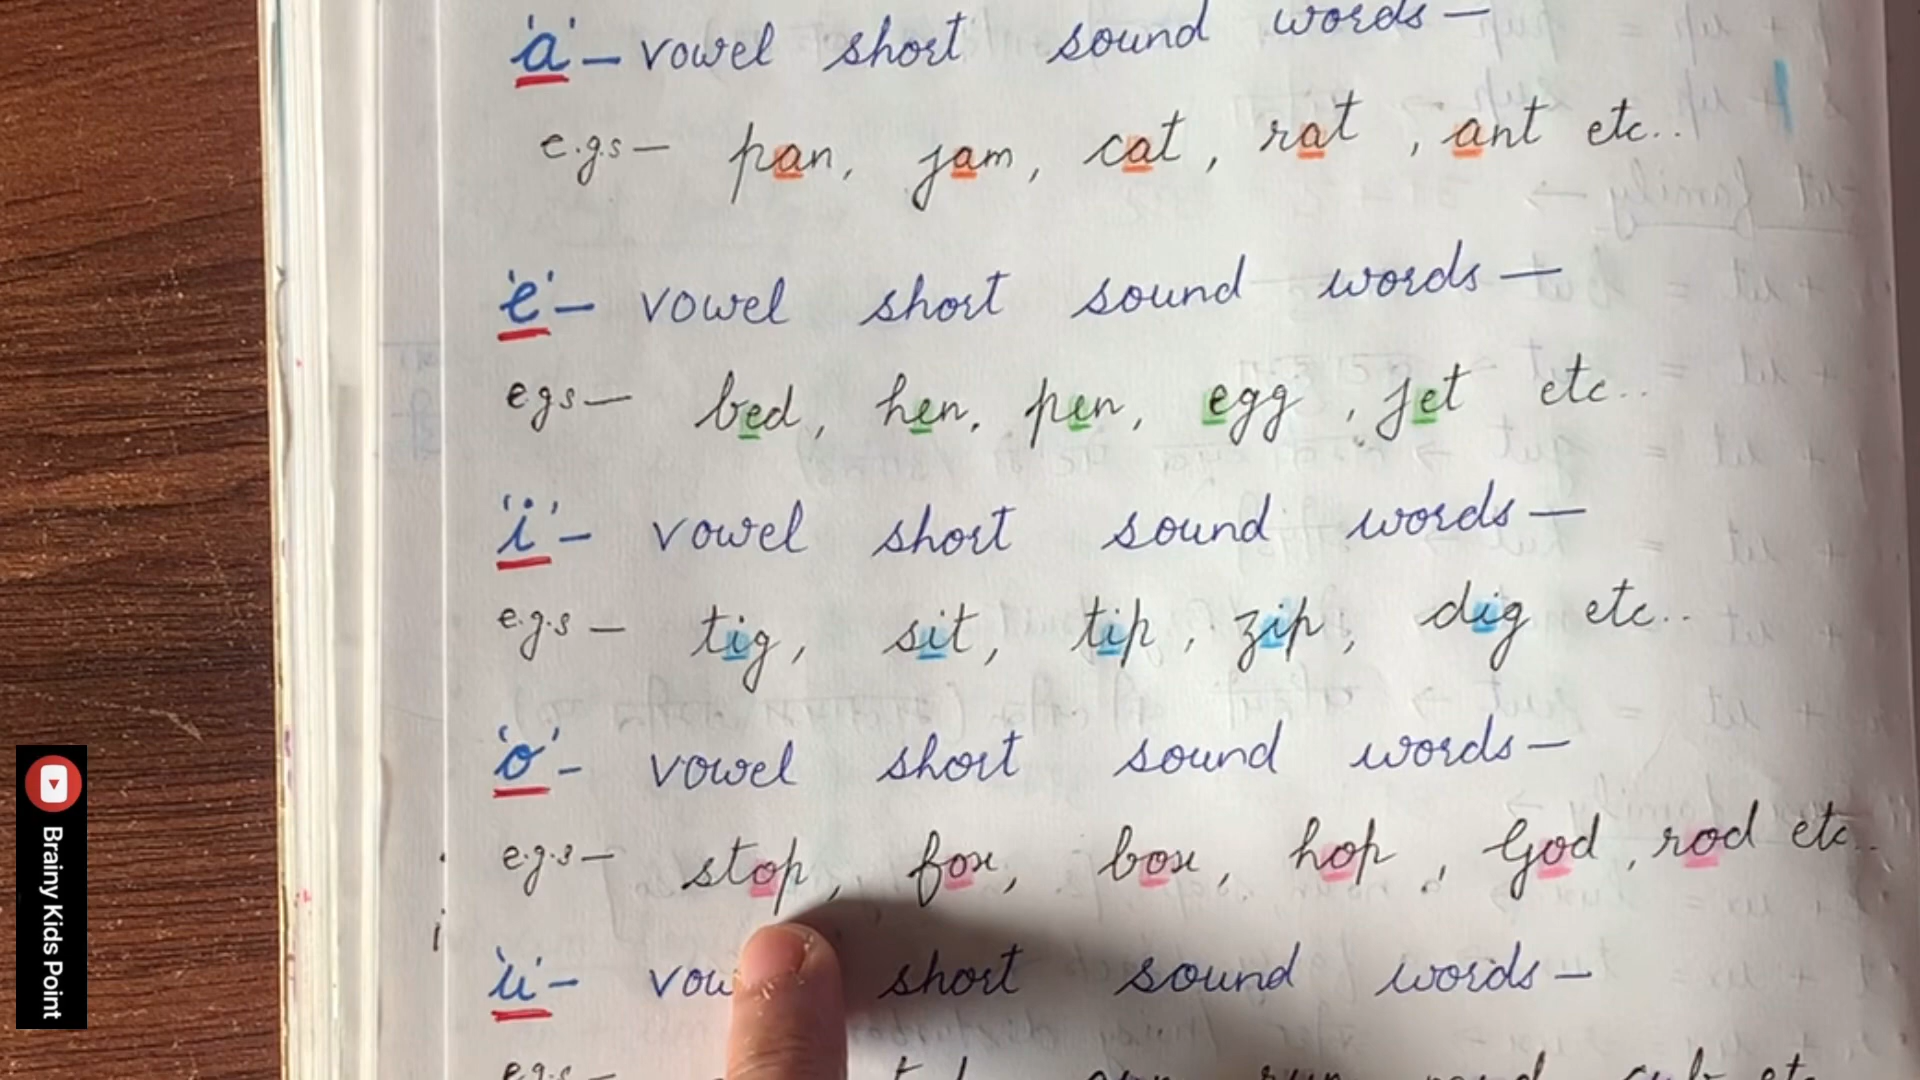 'a' – vowel short sound words –
e.g.s – pan, jam, cat, rat, ant etc..
'e' – vowel short sound words –
egs – bed, hen, pen, egg, jet etc..
'i' – vowel short sound words –
e.g.s – tig, sit, tip, zip, dig etc..
'o' – vowel short sound words –
e.g.s – stop, fox, box, hop, God, rod etc..
'u' – short sound words –
e.g.s –
Brainy Kids Point